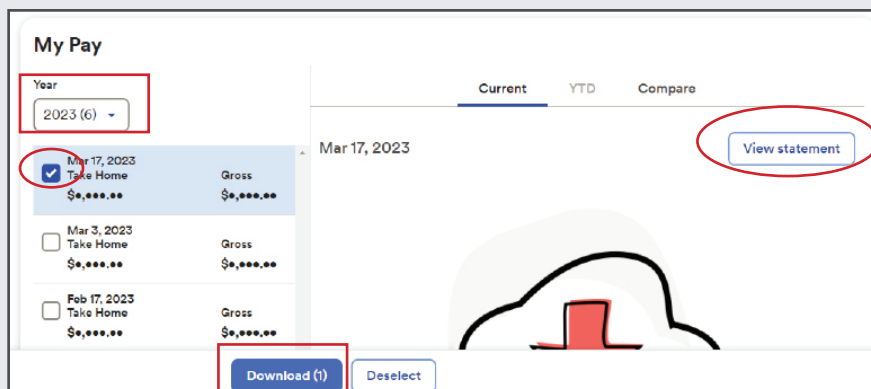 My Pay
Year
2023 (6)
Current YTD Compare
Mar 17, 2023
View statement
Mar 17, 2023
Take Home Gross
$•,•••.•• $•,•••.••
Mar 3, 2023
Take Home Gross
$•,•••.•• $•,•••.••
Feb 17, 2023
Take Home Gross
$•,•••.•• $•,•••.••
Download (1) Deselect